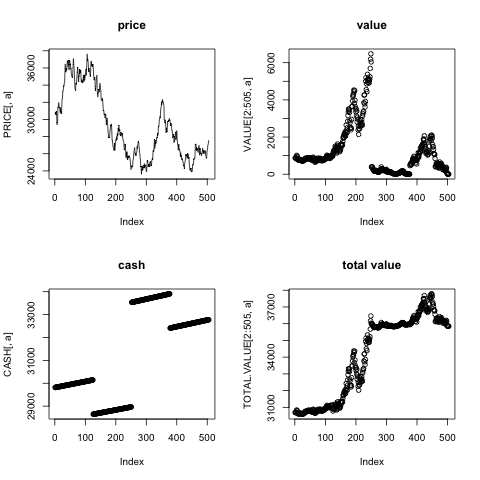 price
PRICE[, a]
24000 30000 36000
0 100 200 300 400 500
Index
value
VALUE[2:505, a]
0 2000 4000 6000
0 100 200 300 400 500
Index
cash
CASH[, a]
29000 31000 33000
0 100 200 300 400 500
Index
total value
TOTAL.VALUE[2:505, a]
31000 34000 37000
0 100 200 300 400 500
Index